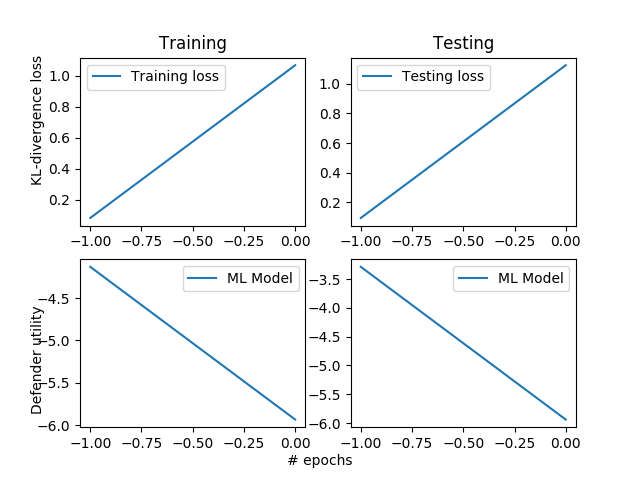 Training
Testing
KL-divergence loss
1.0
0.8
0.6
0.4
0.2
Training loss
−1.00 −0.75 −0.50 −0.25 0.00
1.0
0.8
0.6
0.4
0.2
Testing loss
−1.00 −0.75 −0.50 −0.25 0.00
Defender utility
−4.5
−5.0
−5.5
−6.0
ML Model
−1.00 −0.75 −0.50 −0.25 0.00
−3.5
−4.0
−4.5
−5.0
−5.5
−6.0
ML Model
−1.00 −0.75 −0.50 −0.25 0.00
# epochs